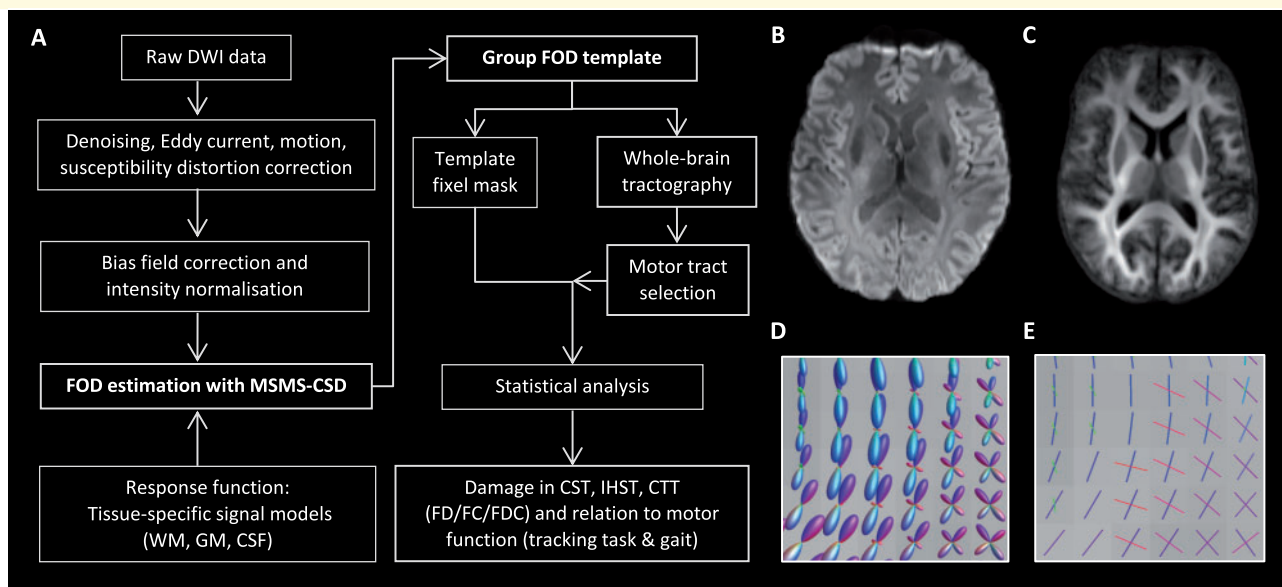 A
Raw DWI data
Denoising, Eddy current, motion,
susceptibility distortion correction
Bias field correction and
intensity normalisation
FOD estimation with MSMS-CSD
Response function:
Tissue-specific signal models
(WM, GM, CSF)
Group FOD template
Template
fixel mask
Whole-brain
tractography
Motor tract
selection
Statistical analysis
Damage in CST, IHST, CTT
(FD/FC/FDC) and relation to motor
function (tracking task & gait)
B
C
D
E